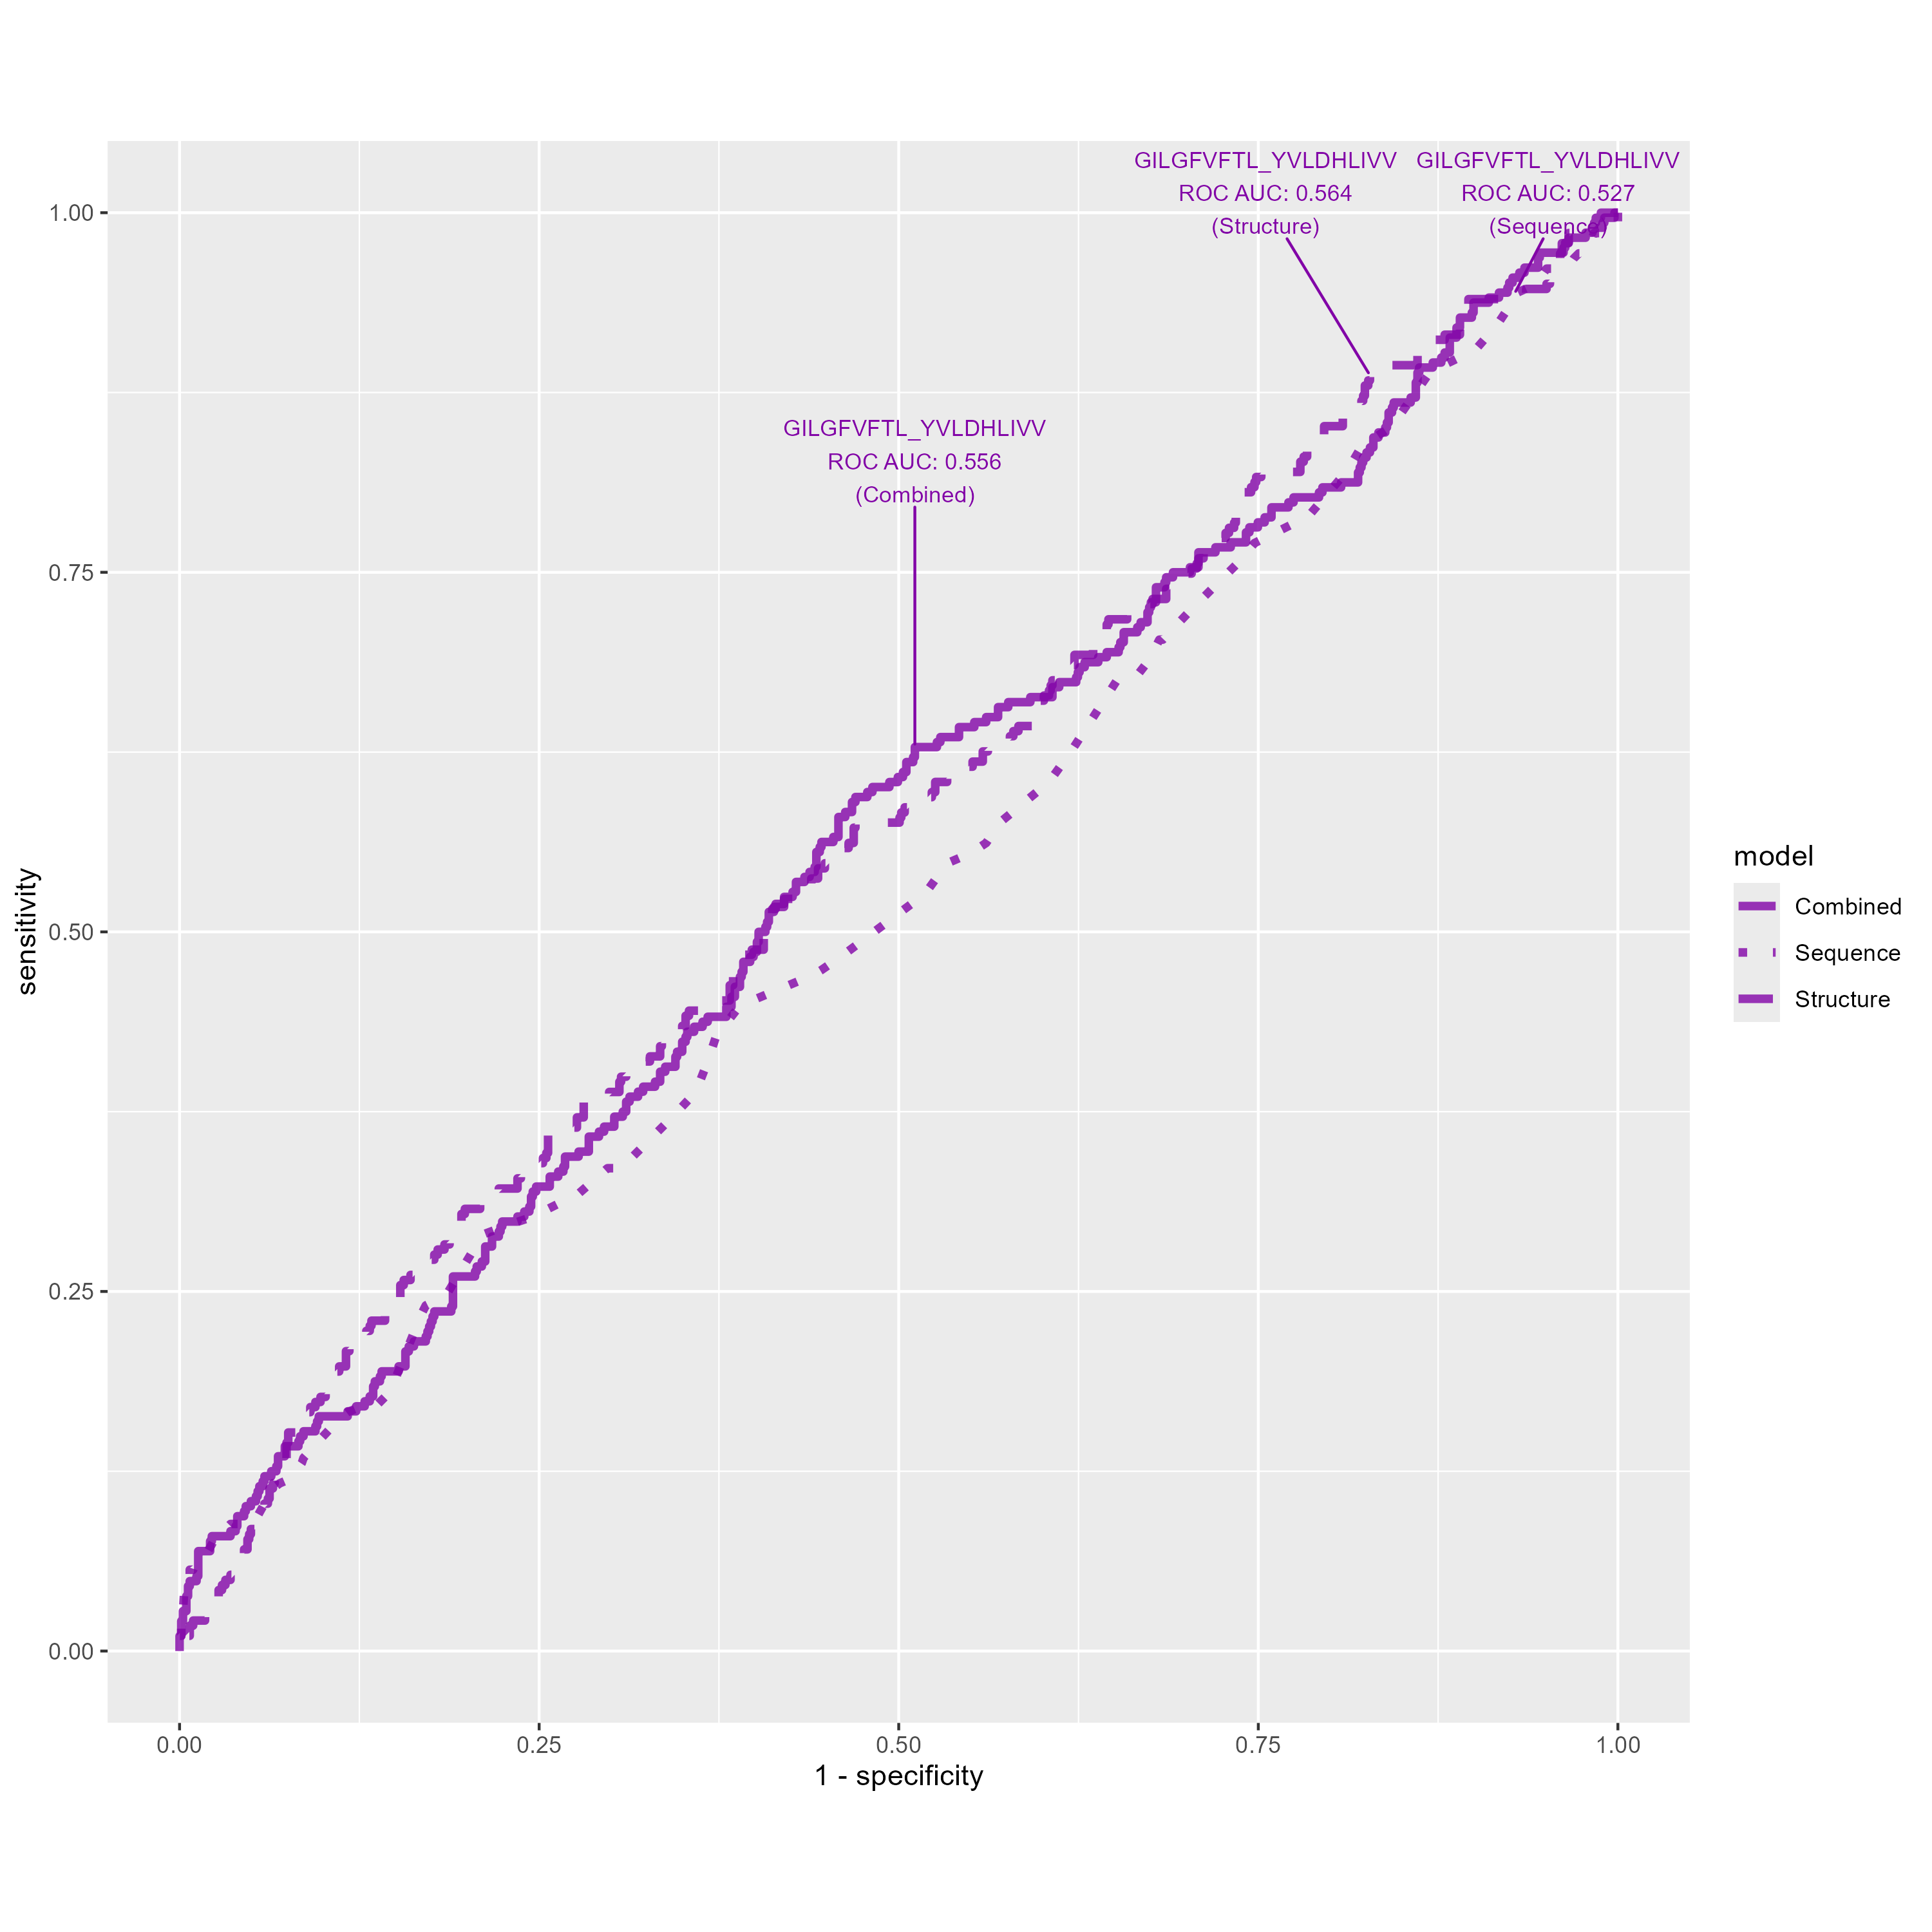 GILGFVFTL_YVLDHLIVV
ROC AUC: 0.564
(Structure)
GILGFVFTL_YVLDHLIVV
ROC AUC: 0.527
(Sequence)
GILGFVFTL_YVLDHLIVV
ROC AUC: 0.556
(Combined)
1.00
0.75
0.50
0.25
0.00
sensitivity
0.00
0.25
0.50
0.75
1.00
1 - specificity
model
Combined
Sequence
Structure